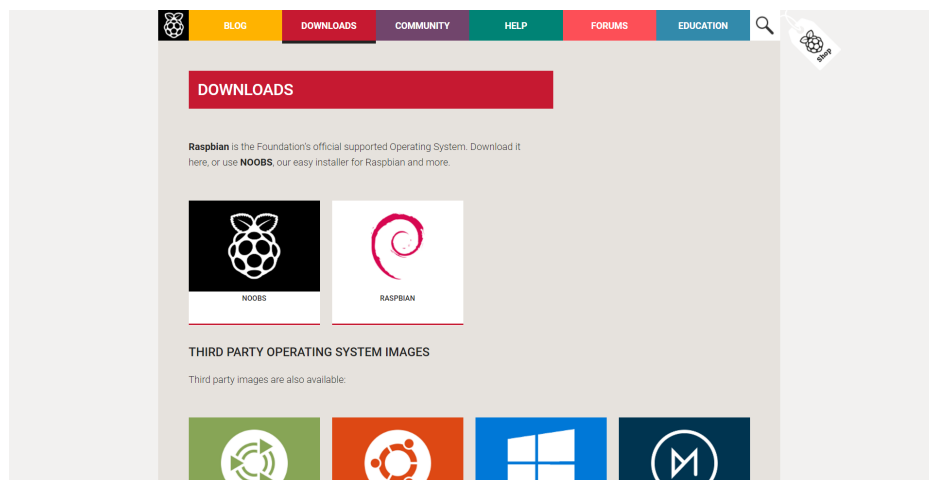 BLOG
DOWNLOADS
COMMUNITY
HELP
FORUMS
EDUCATION
Shop
DOWNLOADS
Raspbian is the Foundation's official supported Operating System. Download it
here, or use NOOBS, our easy installer for Raspbian and more.
NOOBS
RASPBIAN
THIRD PARTY OPERATING SYSTEM IMAGES
Third party images are also available: